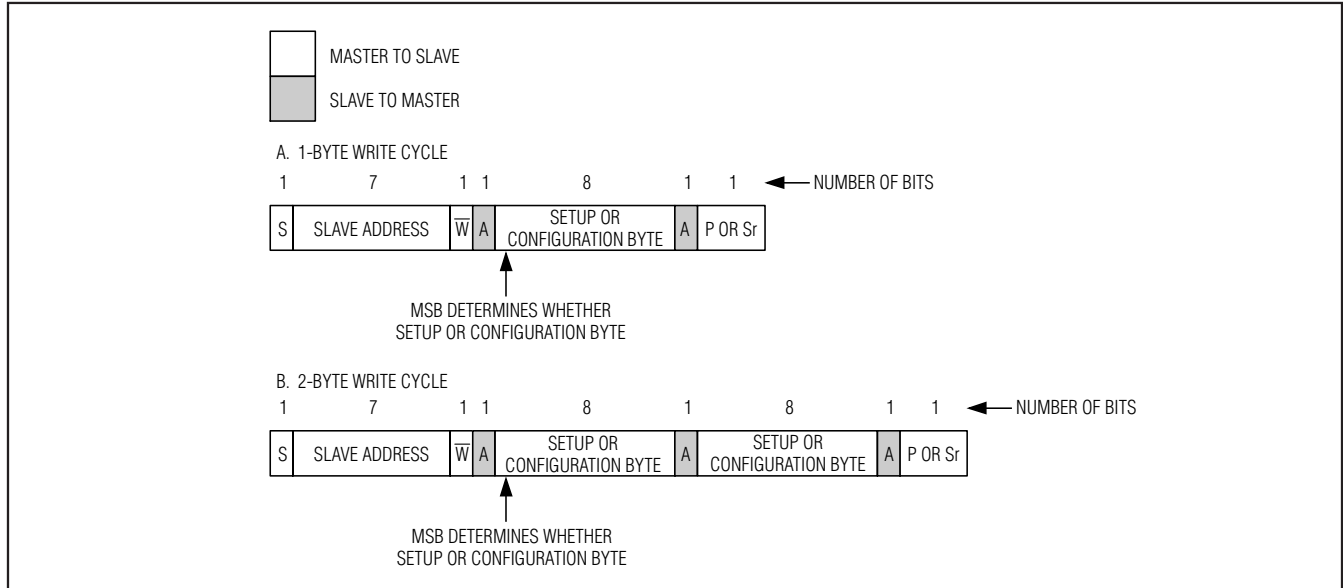 MASTER TO SLAVE
SLAVE TO MASTER
A. 1-BYTE WRITE CYCLE
1 7 1 1 8 1 1 NUMBER OF BITS
S SLAVE ADDRESS W̅ A SETUP OR
CONFIGURATION BYTE A P OR Sr
MSB DETERMINES WHETHER
SETUP OR CONFIGURATION BYTE
B. 2-BYTE WRITE CYCLE
1 7 1 1 8 1 8 1 1 NUMBER OF BITS
S SLAVE ADDRESS W̅ A SETUP OR
CONFIGURATION BYTE A SETUP OR
CONFIGURATION BYTE A P OR Sr
MSB DETERMINES WHETHER
SETUP OR CONFIGURATION BYTE